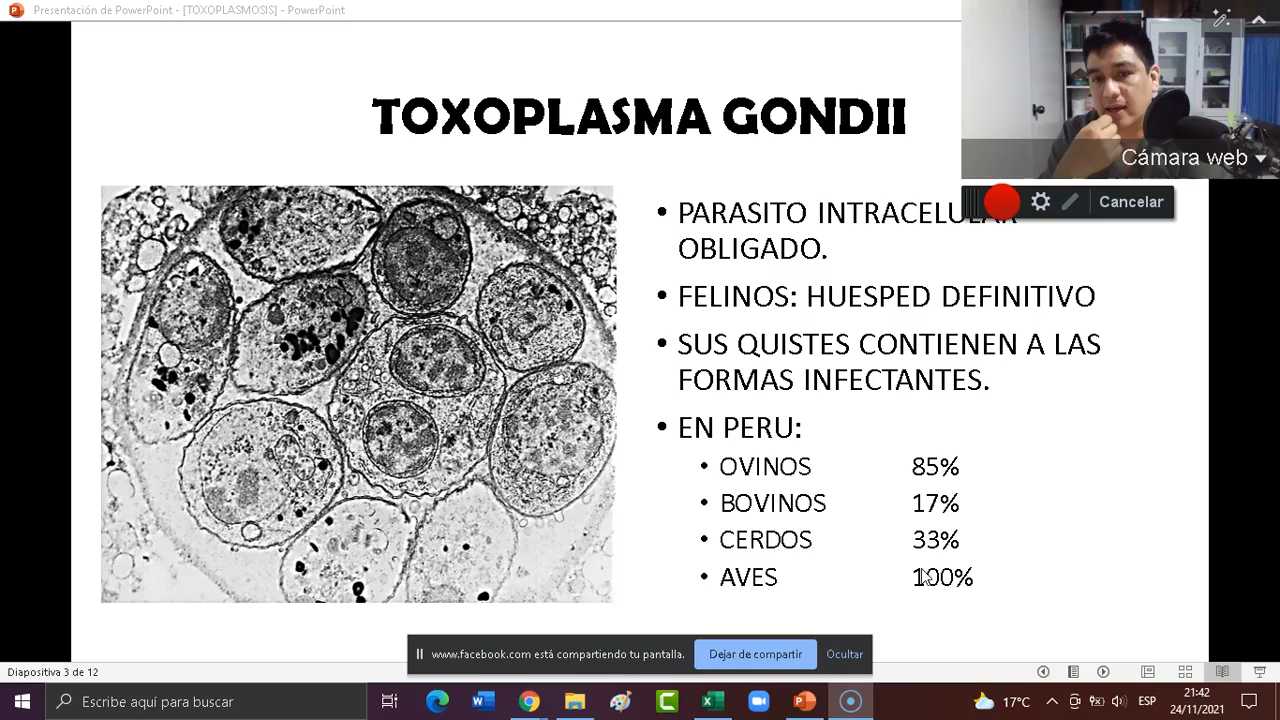 Presentación de PowerPoint - [TOXOPLASMOSIS] - PowerPoint
TOXOPLASMA GONDII
Cámara web
Cancelar
• PARASITO INTRACELULAR
OBLIGADO.
• FELINOS: HUESPED DEFINITIVO
• SUS QUISTES CONTIENEN A LAS
FORMAS INFECTANTES.
• EN PERU:
• OVINOS 85%
• BOVINOS 17%
• CERDOS 33%
• AVES 100%
www.facebook.com está compartiendo tu pantalla.
Dejar de compartir
Ocultar
Diapositiva 3 de 12
Escribe aquí para buscar
17°C
ESP
21:42
24/11/2021